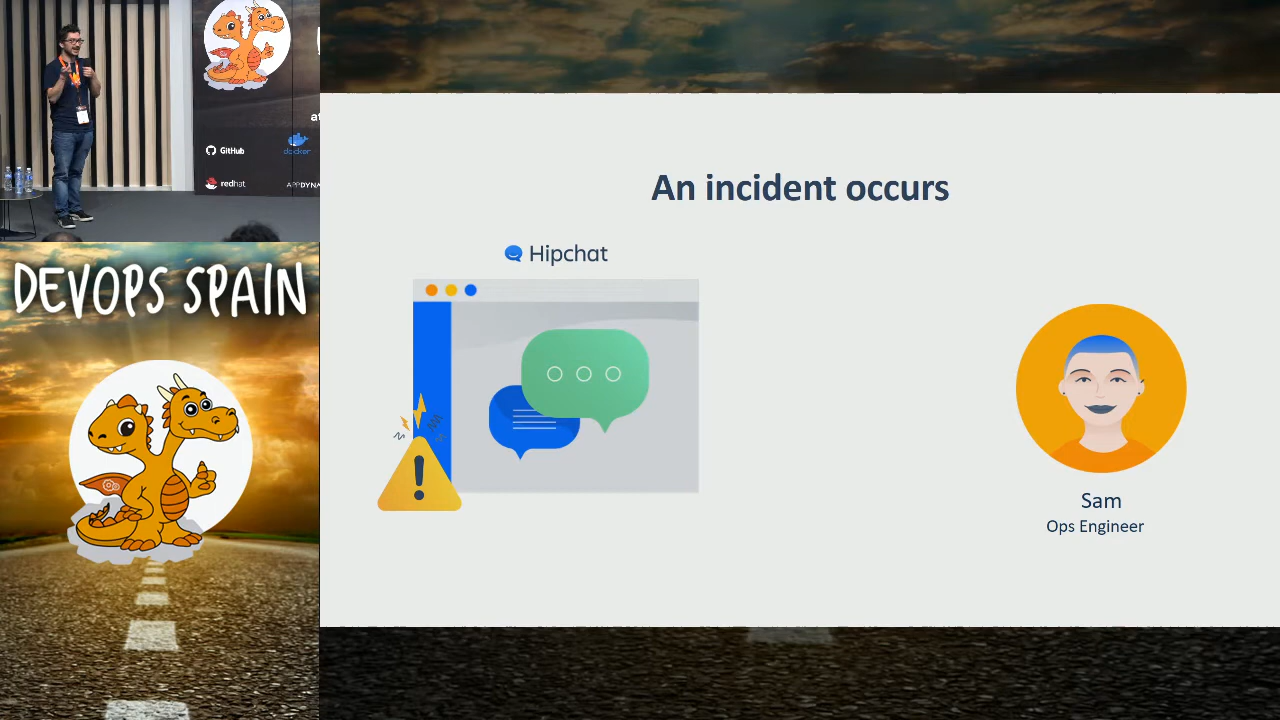 GitHub
docker
redhat
DEVOPS SPAIN
An incident occurs
Hipchat
Sam
Ops Engineer